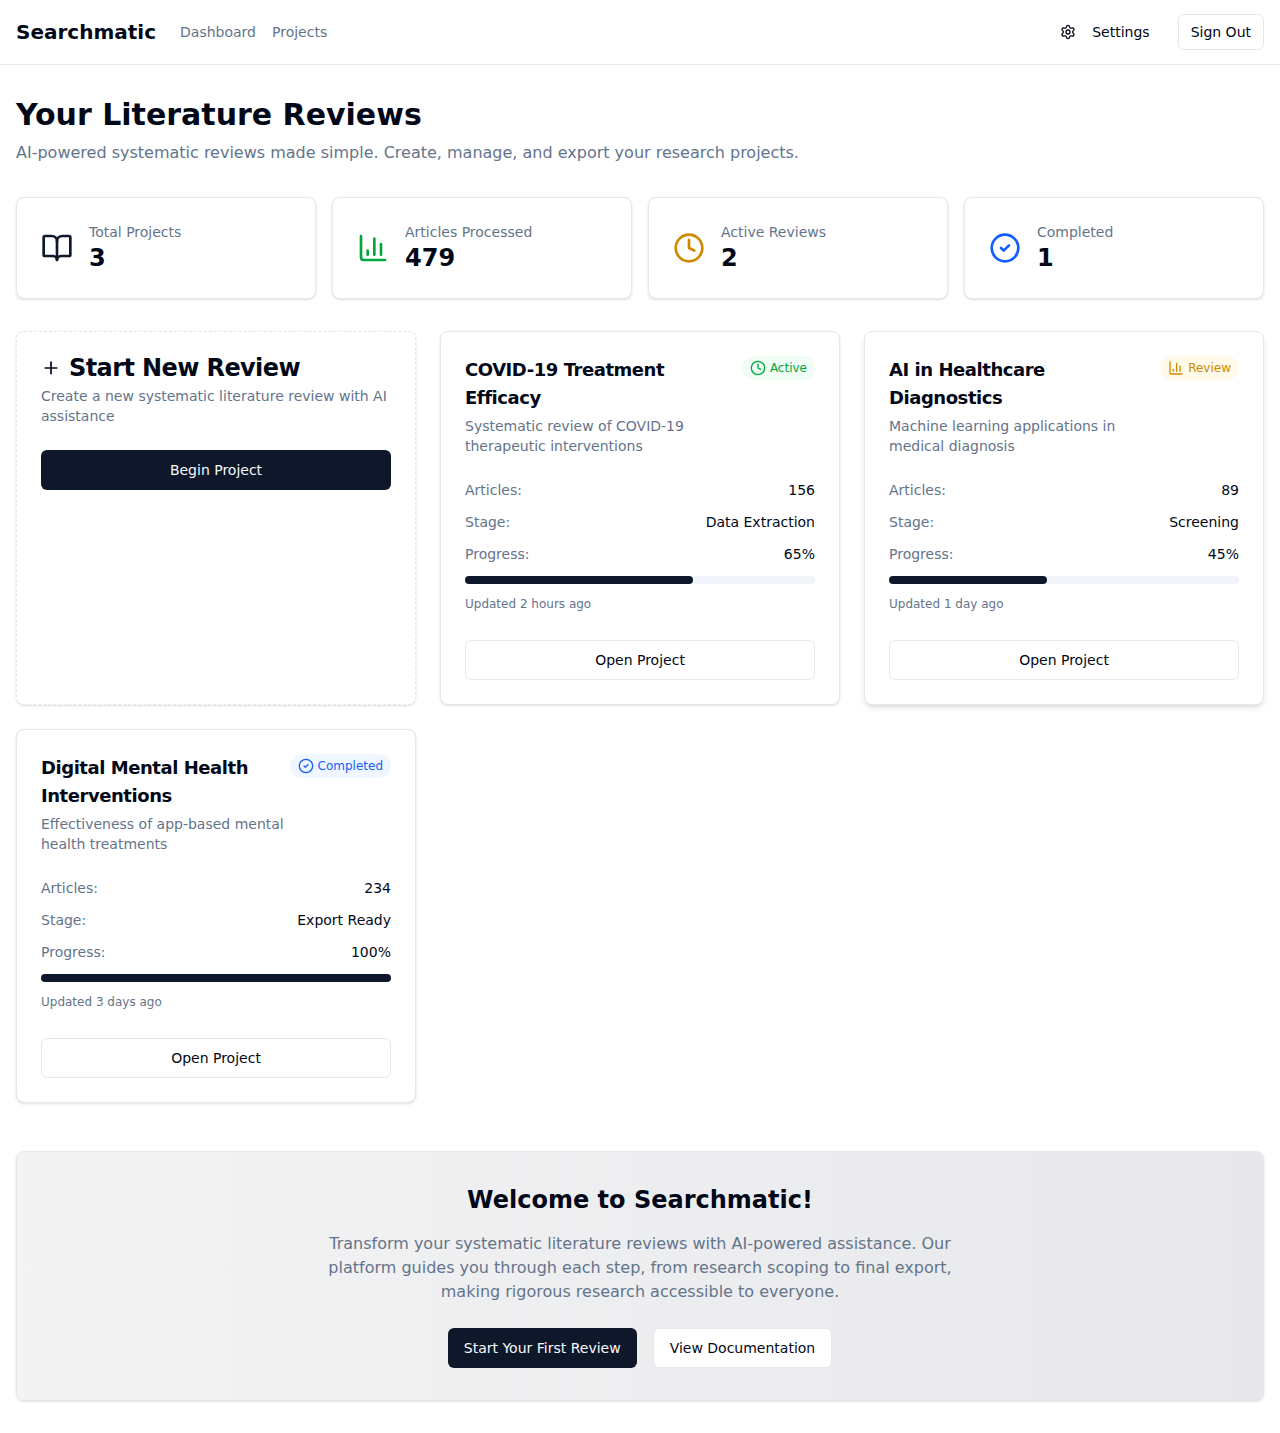 Searchmatic
Dashboard
Projects
Settings
Sign Out
Your Literature Reviews
AI-powered systematic reviews made simple. Create, manage, and export your research projects.
Total Projects
3
Articles Processed
479
Active Reviews
2
Completed
1
Start New Review
Create a new systematic literature review with AI
assistance
Begin Project
COVID-19 Treatment
Efficacy
Active
Systematic review of COVID-19
therapeutic interventions
Articles: 156
Stage: Data Extraction
Progress: 65%
Updated 2 hours ago
Open Project
AI in Healthcare
Diagnostics
Review
Machine learning applications in
medical diagnosis
Articles: 89
Stage: Screening
Progress: 45%
Updated 1 day ago
Open Project
Digital Mental Health
Interventions
Completed
Effectiveness of app-based mental
health treatments
Articles: 234
Stage: Export Ready
Progress: 100%
Updated 3 days ago
Open Project
Welcome to Searchmatic!
Transform your systematic literature reviews with AI-powered assistance. Our
platform guides you through each step, from research scoping to final export,
making rigorous research accessible to everyone.
Start Your First Review
View Documentation